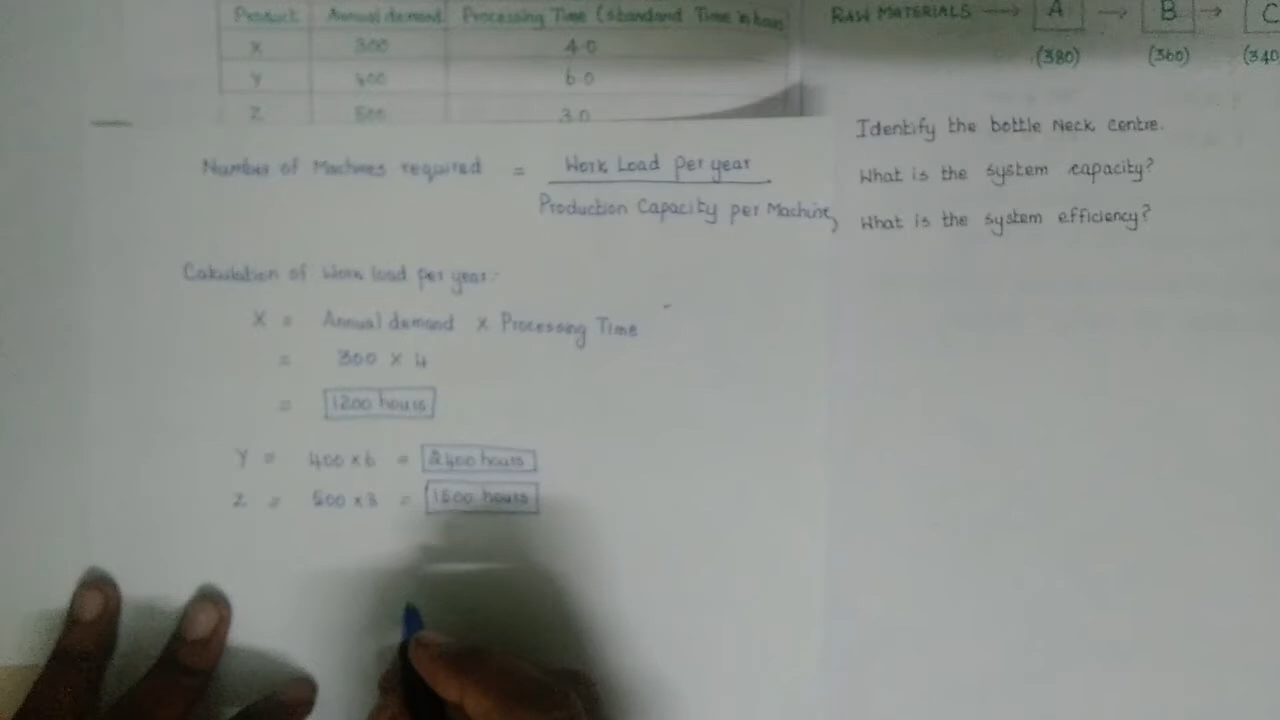 Product Annual demand Processing Time (Standard Time in hours)
X 300 4.0
Y 400 6.0
Z 500 3.0
Number of Machines required = Work Load per year
Production Capacity per Machine
Calculation of Work load per year:-
X = Annual demand x Processing Time
= 300 x 4
= 1200 hours
Y = 400 x 6 = 2400 hours
Z = 500 x 3 = 1500 hours
RAW MATERIALS → A → B → C
(380) (360) (340
Identify the bottle Neck centre.
What is the system capacity?
What is the system efficiency?